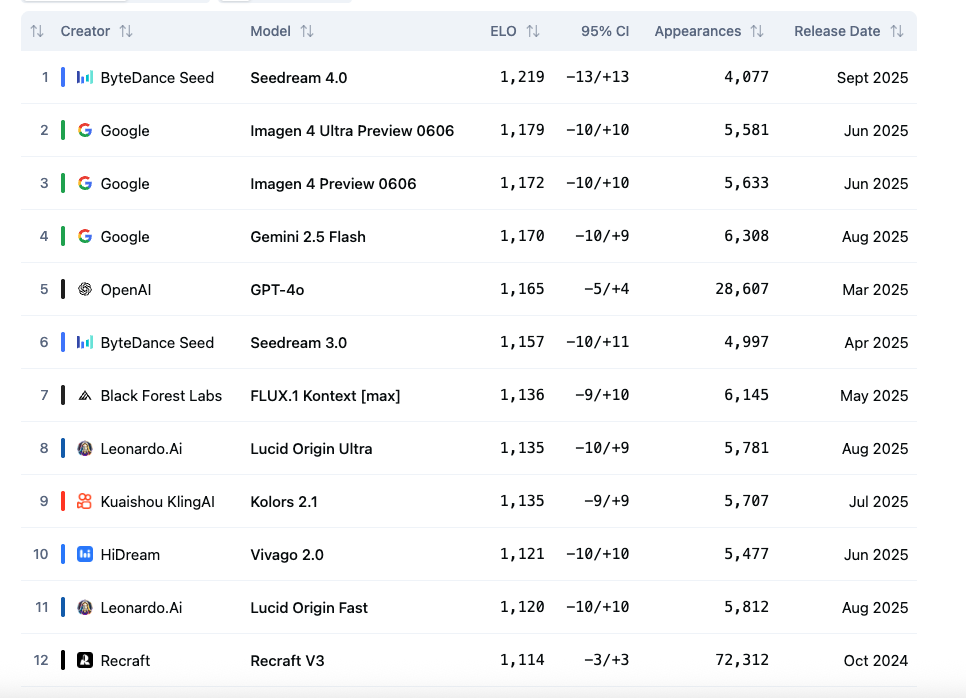 Creator Model ELO 95% CI Appearances Release Date
1 ByteDance Seed Seedream 4.0 1,219 −13/+13 4,077 Sept 2025
2 Google Imagen 4 Ultra Preview 0606 1,179 −10/+10 5,581 Jun 2025
3 Google Imagen 4 Preview 0606 1,172 −10/+10 5,633 Jun 2025
4 Google Gemini 2.5 Flash 1,170 −10/+9 6,308 Aug 2025
5 OpenAI GPT-4o 1,165 −5/+4 28,607 Mar 2025
6 ByteDance Seed Seedream 3.0 1,157 −10/+11 4,997 Apr 2025
7 Black Forest Labs FLUX.1 Kontext [max] 1,136 −9/+10 6,145 May 2025
8 Leonardo.Ai Lucid Origin Ultra 1,135 −10/+9 5,781 Aug 2025
9 Kuaishou KlingAI Kolors 2.1 1,135 −9/+9 5,707 Jul 2025
10 HiDream Vivago 2.0 1,121 −10/+10 5,477 Jun 2025
11 Leonardo.Ai Lucid Origin Fast 1,120 −10/+10 5,812 Aug 2025
12 Recraft Recraft V3 1,114 −3/+3 72,312 Oct 2024